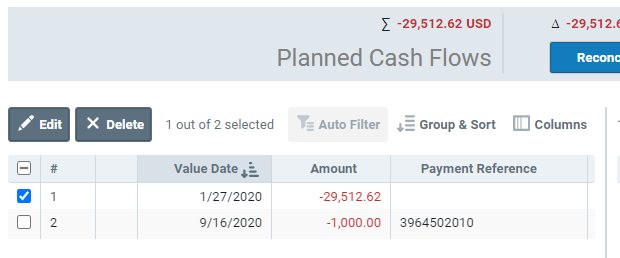 ∑ -29,512.62 USD
Δ -29,512.6
Planned Cash Flows
Reconc
Edit
Delete
1 out of 2 selected
Auto Filter
Group & Sort
Columns
# Value Date Amount Payment Reference
1 1/27/2020 -29,512.62
2 9/16/2020 -1,000.00 3964502010